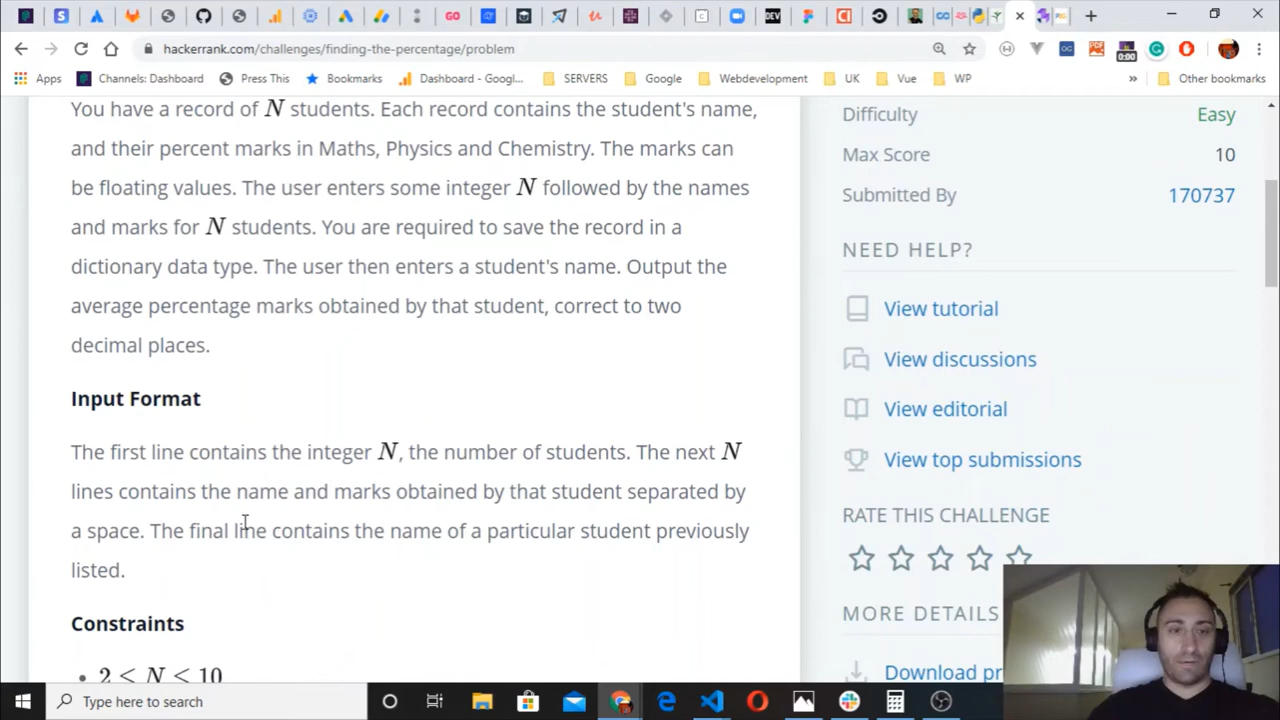 GO
DEV
hackerrank.com/challenges/finding-the-percentage/problem
0:00
Apps
Channels: Dashboard
Press This
Bookmarks
Dashboard - Googl...
SERVERS
Google
Webdevelopment
UK
Vue
WP
»
Other bookmarks
You have a record of N students. Each record contains the student's name,
and their percent marks in Maths, Physics and Chemistry. The marks can
be floating values. The user enters some integer N followed by the names
and marks for N students. You are required to save the record in a
dictionary data type. The user then enters a student's name. Output the
average percentage marks obtained by that student, correct to two
decimal places.
Input Format
The first line contains the integer N, the number of students. The next N
lines contains the name and marks obtained by that student separated by
a space. The final line contains the name of a particular student previously
listed.
Constraints
• 2 ≤ N ≤ 10
Difficulty Easy
Max Score 10
Submitted By 170737
NEED HELP?
View tutorial
View discussions
View editorial
View top submissions
RATE THIS CHALLENGE
MORE DETAILS
Download pr
Type here to search